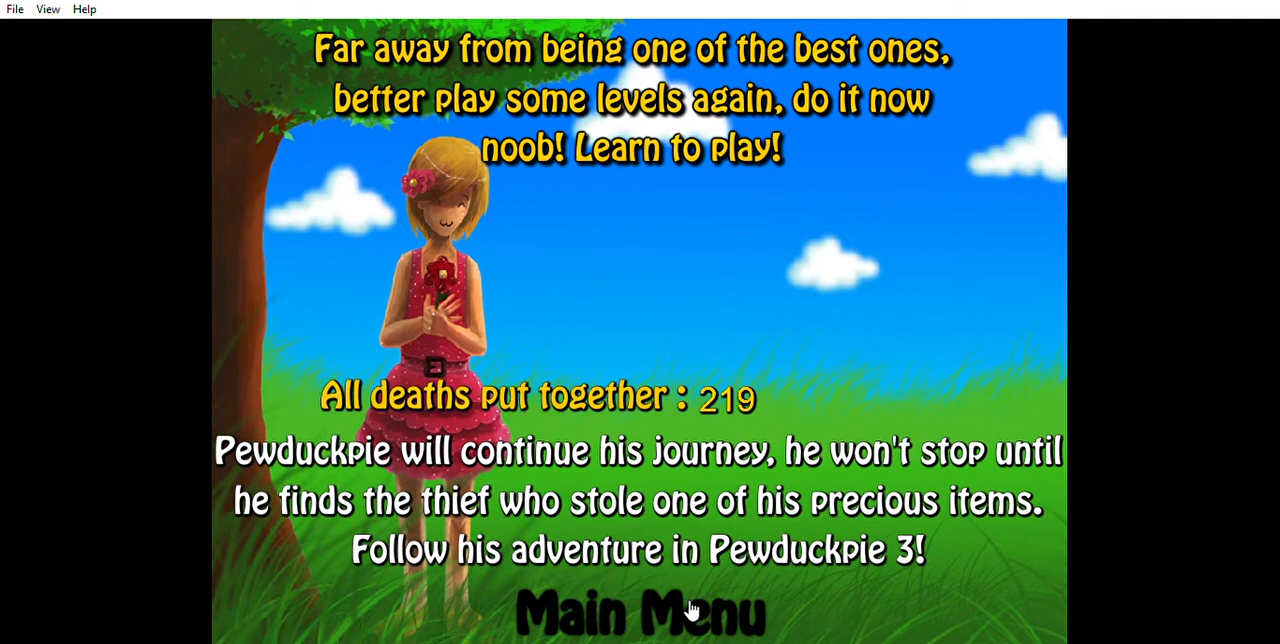 File View Help
Far away from being one of the best ones,
better play some levels again, do it now
noob! Learn to play!
All deaths put together : 219
Pewduckpie will continue his journey, he won't stop until
he finds the thief who stole one of his precious items.
Follow his adventure in Pewduckpie 3!
Main Menu